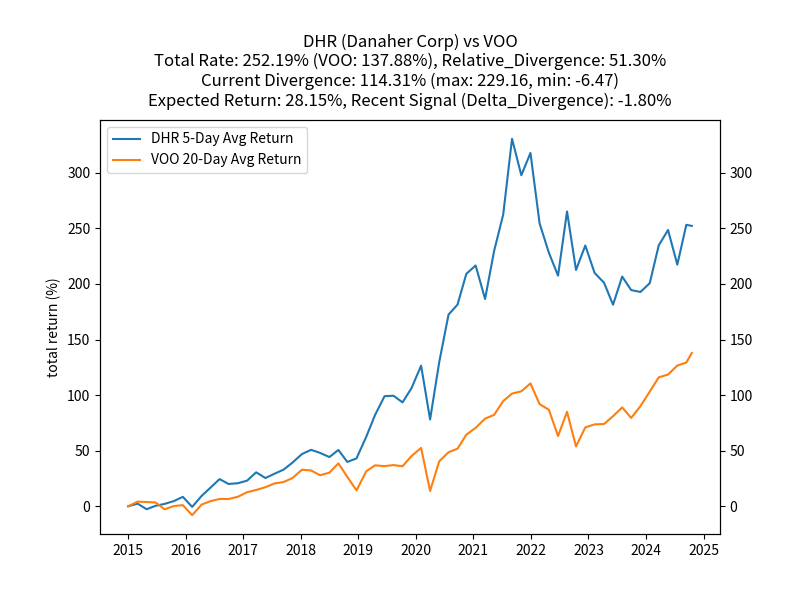 DHR (Danaher Corp) vs VOO
Total Rate: 252.19% (VOO: 137.88%), Relative_Divergence: 51.30%
Current Divergence: 114.31% (max: 229.16, min: -6.47)
Expected Return: 28.15%, Recent Signal (Delta_Divergence): -1.80%
DHR 5-Day Avg Return
VOO 20-Day Avg Return
total return (%)
300 300
250 250
200 200
150 150
100 100
50 50
0 0
2015 2016 2017 2018 2019 2020 2021 2022 2023 2024 2025